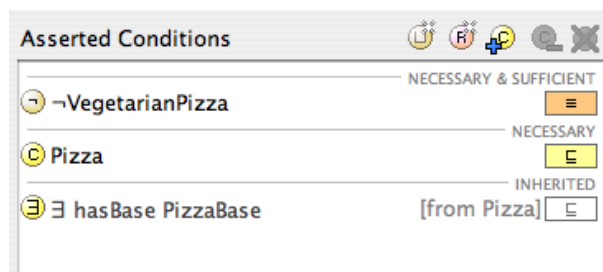 Asserted Conditions
NECESSARY & SUFFICIENT
¬ ¬VegetarianPizza ≡
NECESSARY
C Pizza ⊑
INHERITED
∃ ∃ hasBase PizzaBase [from Pizza] ⊑